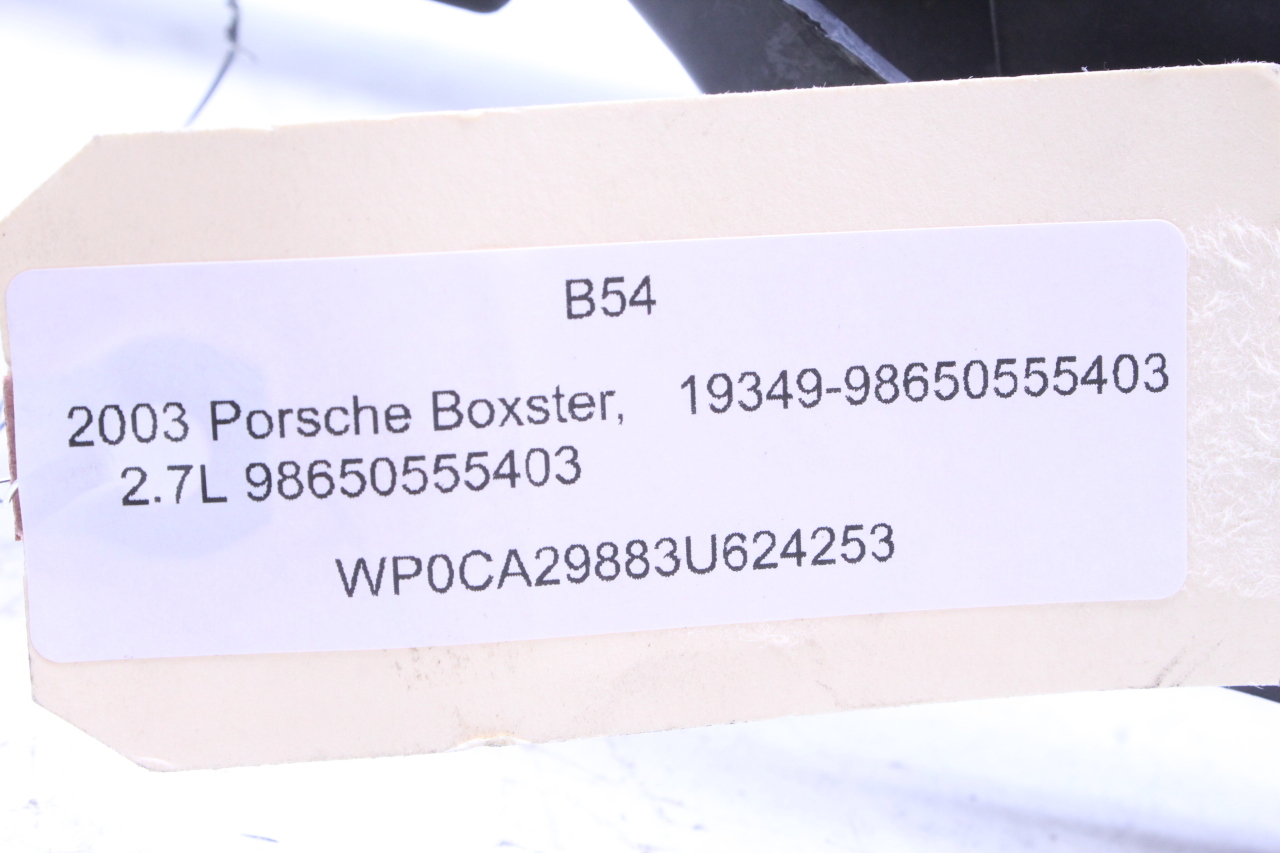 B54
2003 Porsche Boxster, 19349-98650555403
2.7L 98650555403
WP0CA29883U624253